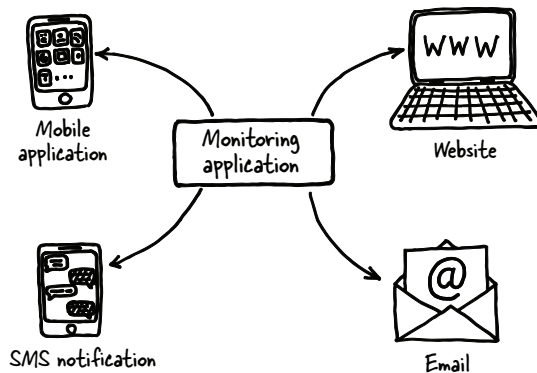 WWW
Mobile
application
Monitoring
application
Website
@
SMS notification
Email